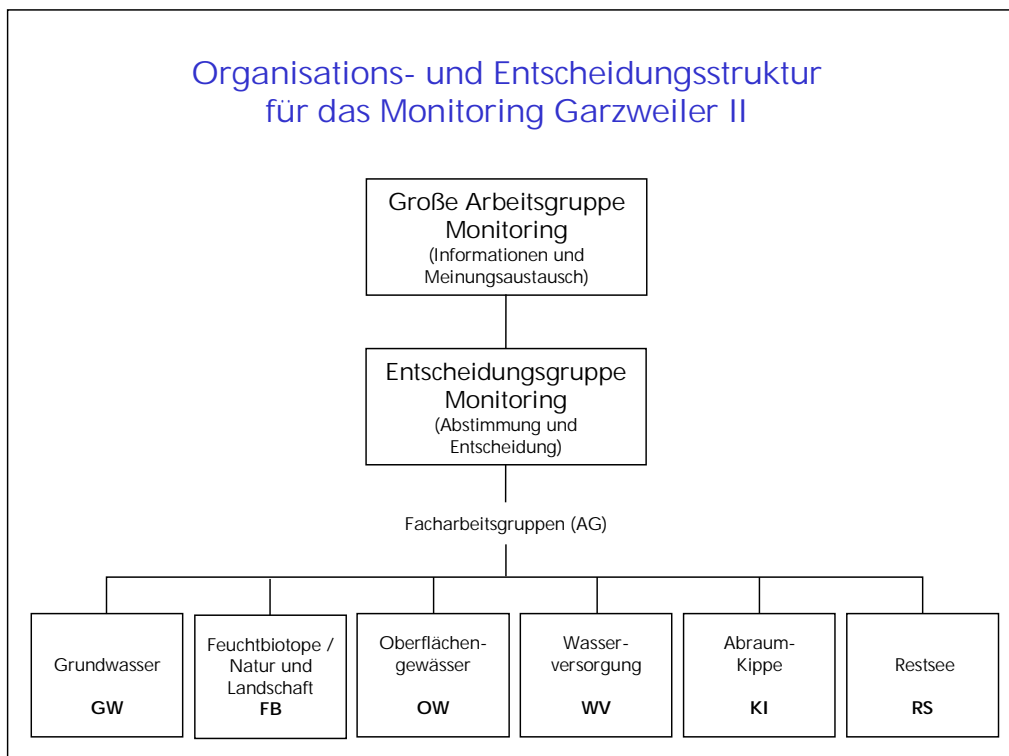 Organisations- und Entscheidungsstruktur
für das Monitoring Garzweiler II
Große Arbeitsgruppe
Monitoring
(Informationen und
Meinungsaustausch)
Entscheidungsgruppe
Monitoring
(Abstimmung und
Entscheidung)
Facharbeitsgruppen (AG)
Grundwasser
GW
Feuchtbiotope /
Natur und
Landschaft
FB
Oberflächen-
gewässer
OW
Wasser-
versorgung
WV
Abraum-
Kippe
KI
Restsee
RS